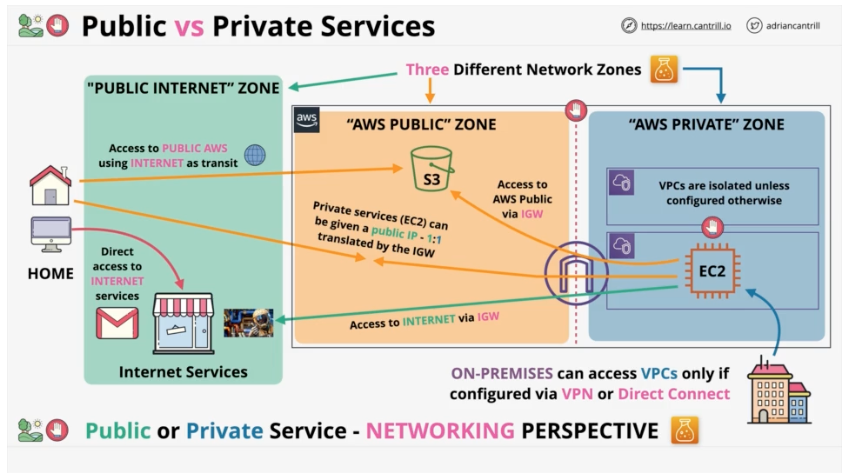 Public vs Private Services
https://learn.cantrill.io
adriancantrill
Three Different Network Zones
"PUBLIC INTERNET” ZONE
aws
“AWS PUBLIC” ZONE
“AWS PRIVATE” ZONE
Access to PUBLIC AWS
using INTERNET as transit
S3
VPCs are isolated unless
configured otherwise
Access to
AWS Public
via IGW
Private services (EC2) can
be given a public IP - 1:1
translated by the IGW
HOME
Direct
access to
INTERNET
services
EC2
Access to INTERNET via IGW
Internet Services
ON-PREMISES can access VPCs only if
configured via VPN or Direct Connect
Public or Private Service - NETWORKING PERSPECTIVE